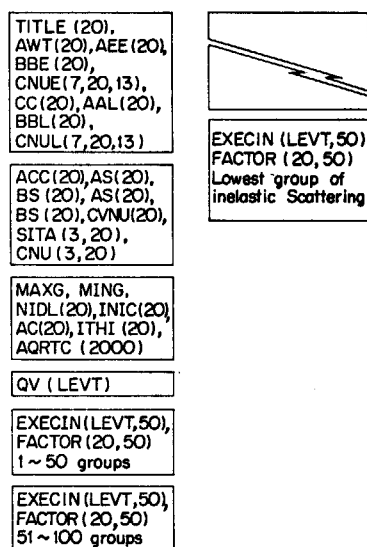 TITLE (20),
AWT(20),AEE(20),
BBE (20),
CNUE(7,20,13)
CC(20),AAL(20),
BBL(20),
CNUL(7,20,13)
ACC(20),AS(20),
BS (20),AS(20),
BS (20),CVNU(20),
SITA (3,20),
CNU (3,20)
MAXG, MING,
NIDL(20),INIC(20),
AC(20),ITHI (20),
AQRTC (2000)
QV (LEVT)
EXECIN(LEVT,50),
FACTOR (20,50)
1 ~ 50 groups
EXECIN(LEVT,50),
FACTOR(20,50)
51~100 groups
EXECIN (LEVT,50)
FACTOR (20,50)
Lowest group of
inelastic Scattering